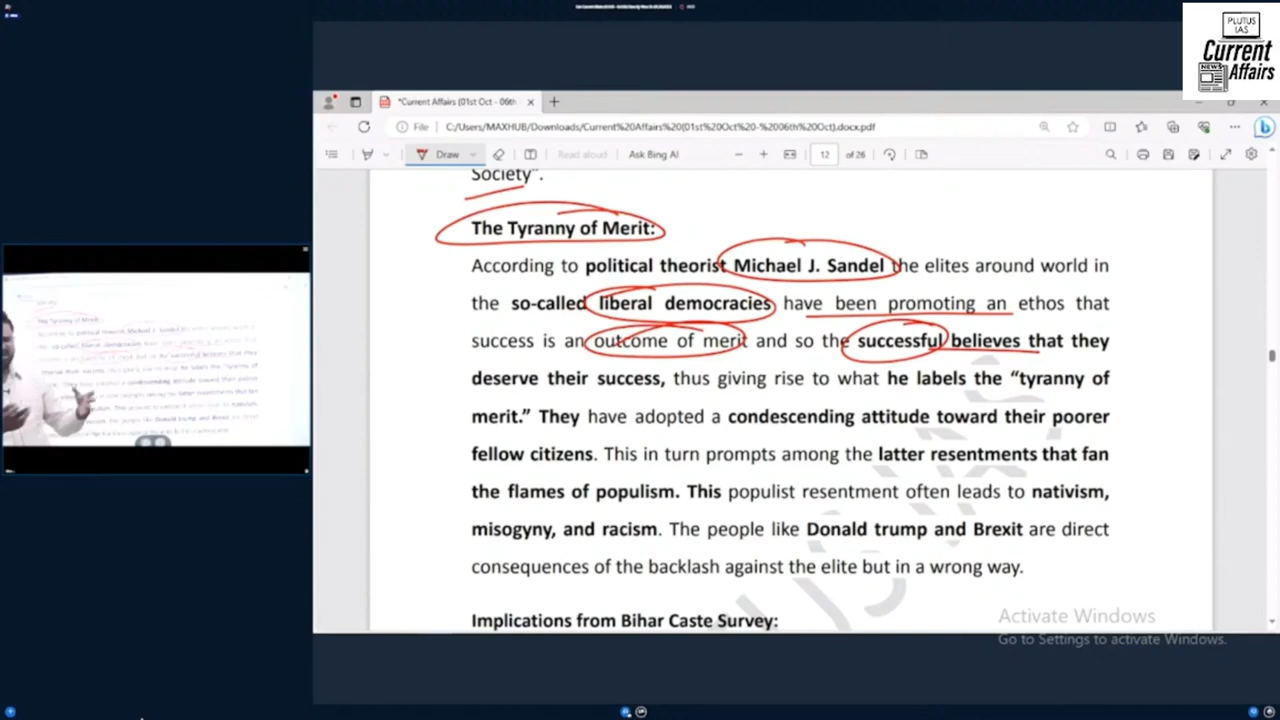 PLUTUS
IAS
Current
NEWS
Affairs
*Current Affairs (01st Oct - 06th
File C:/Users/MAXHUB/Downloads/Current%20Affairs%20(01st%20Oct%20-%2006th%20Oct).docx.pdf
Draw Read aloud Ask Bing AI 12 of 26
Society”.
The Tyranny of Merit:
According to political theorist Michael J. Sandel the elites around world in
the so-called liberal democracies have been promoting an ethos that
success is an outcome of merit and so the successful believes that they
deserve their success, thus giving rise to what he labels the “tyranny of
merit.” They have adopted a condescending attitude toward their poorer
fellow citizens. This in turn prompts among the latter resentments that fan
the flames of populism. This populist resentment often leads to nativism,
misogyny, and racism. The people like Donald trump and Brexit are direct
consequences of the backlash against the elite but in a wrong way.
Implications from Bihar Caste Survey:
Activate Windows
Go to Settings to activate Windows.